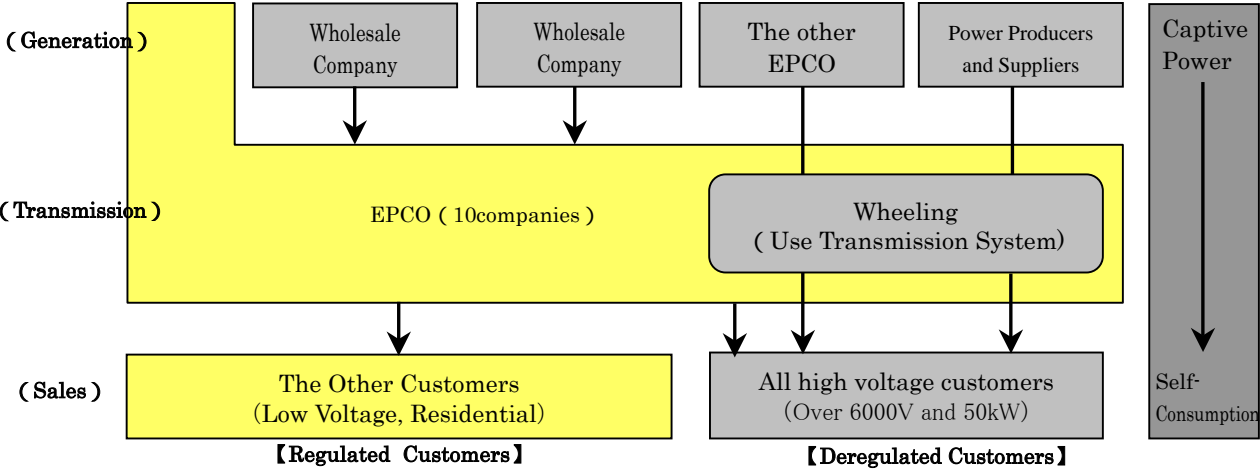 ( Generation )
Wholesale
Company
Wholesale
Company
The other
EPCO
Power Producers
and Suppliers
Captive
Power
( Transmission )
EPCO ( 10companies )
Wheeling
( Use Transmission System)
( Sales )
The Other Customers
(Low Voltage, Residential)
All high voltage customers
(Over 6000V and 50kW)
Self-
Consumption
【Regulated Customers】
【Deregulated Customers】